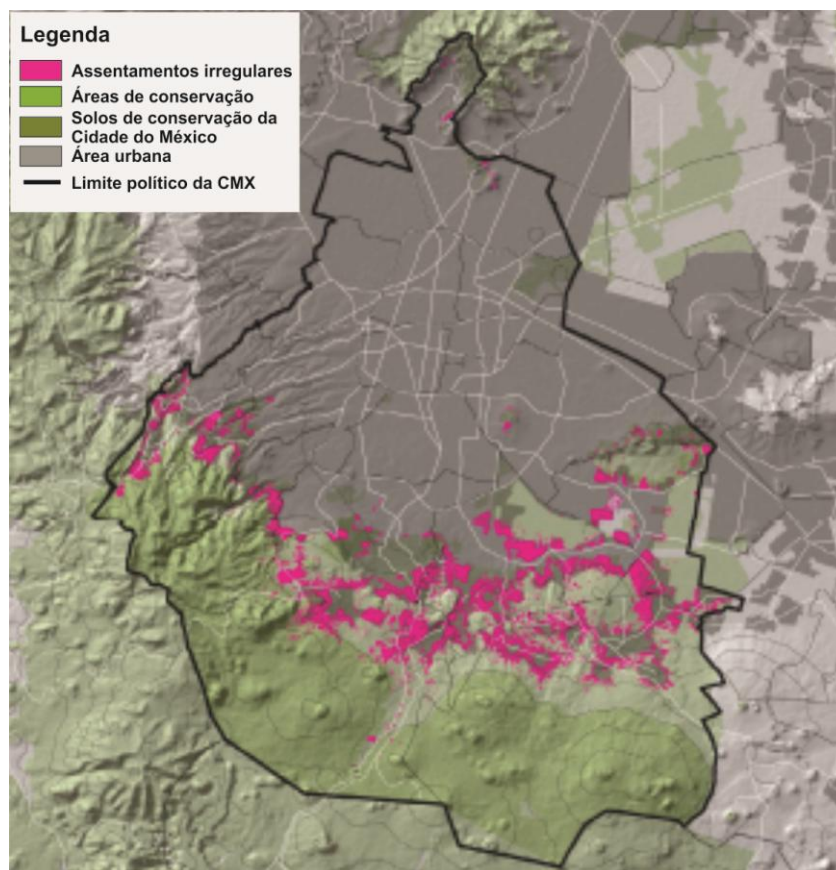 Legenda
Assentamentos irregulares
Áreas de conservação
Solos de conservação da
Cidade do México
Área urbana
Limite político da CMX